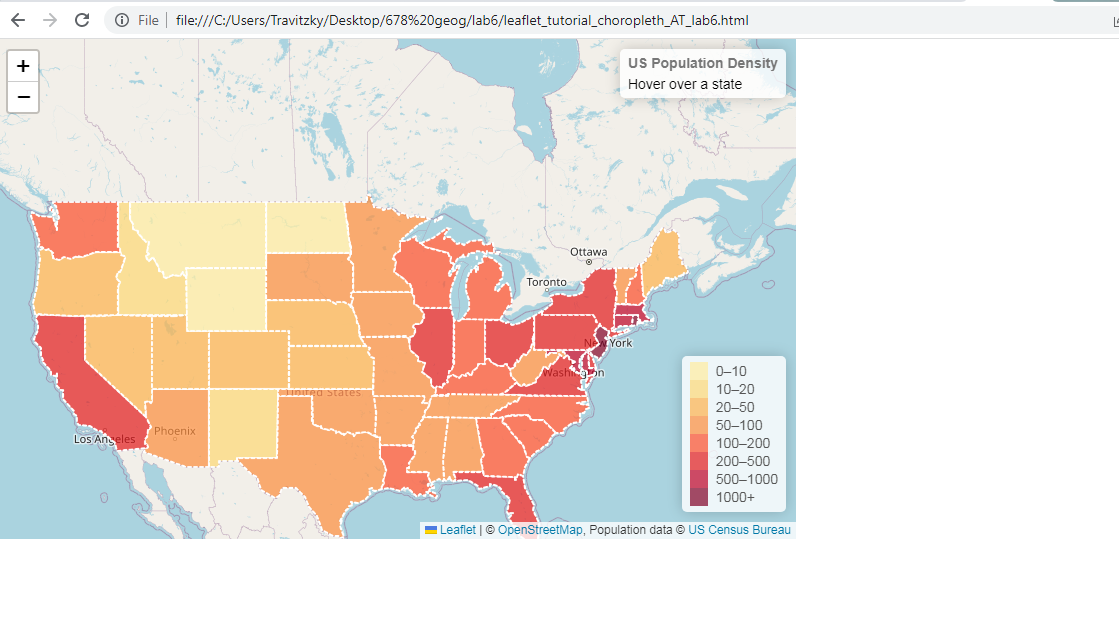 File
file:///C:/Users/Travitzky/Desktop/678%20geog/lab6/leaflet_tutorial_choropleth_AT_lab6.html
+
−
US Population Density
Hover over a state
Ottawa
Toronto
New York
Washington
United States
Phoenix
Los Angeles
0–10
10–20
20–50
50–100
100–200
200–500
500–1000
1000+
Leaflet | © OpenStreetMap, Population data © US Census Bureau